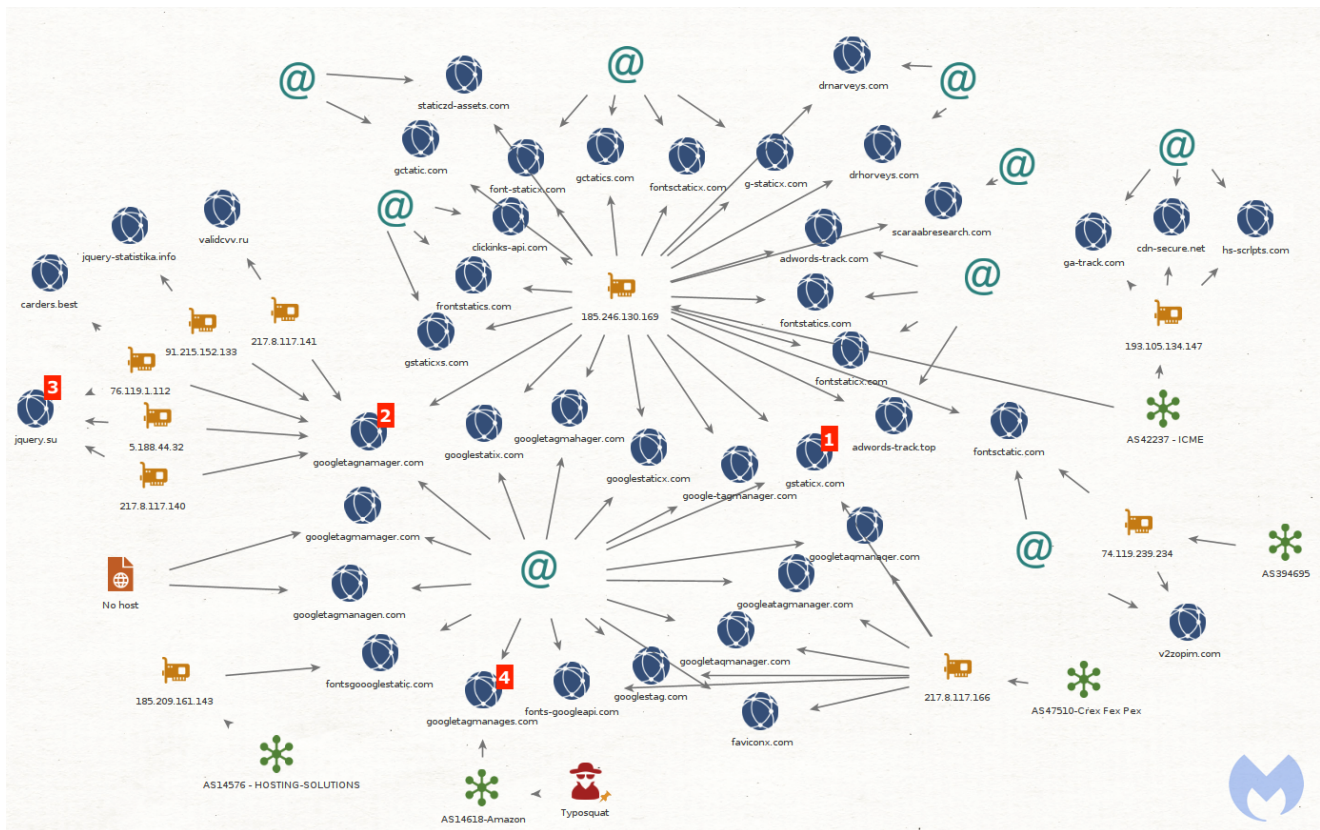 drnarveys.com
staticzd-assets.com
gctatic.com
font-staticx.com
gctatics.com
fontsctaticx.com
g-staticx.com
drhorveys.com
validcvv.ru
jquery-statistika.info
clickinks-api.com
adwords-track.com
scaraabresearch.com
ga-track.com
cdn-secure.net
hs-scrlpts.com
carders.best
frontstatics.com
185.246.130.169
fontstatics.com
91.215.152.133
217.8.117.141
193.105.134.147
gstaticxs.com
fontstaticx.com
76.119.1.112
3
jquery.su
5.188.44.32
2
googletagnamager.com
googlestatix.com
googletagmahager.com
googlestaticx.com
google-tagmanager.com
1
gstaticx.com
adwords-track.top
fontsctatic.com
AS42237 - ICME
217.8.117.140
googletagmamager.com
googletaqmanaqer.com
74.119.239.234
AS394695
No host
googletagmanagen.com
googleatagmanager.com
googletaqmanager.com
v2zopim.com
185.209.161.143
fontsgoooglestatic.com
4
googletagmanages.com
fonts-googleapi.com
googlestag.com
faviconx.com
217.8.117.166
AS47510-Crex Fex Pex
AS14576 - HOSTING-SOLUTIONS
AS14618-Amazon
Typosquat